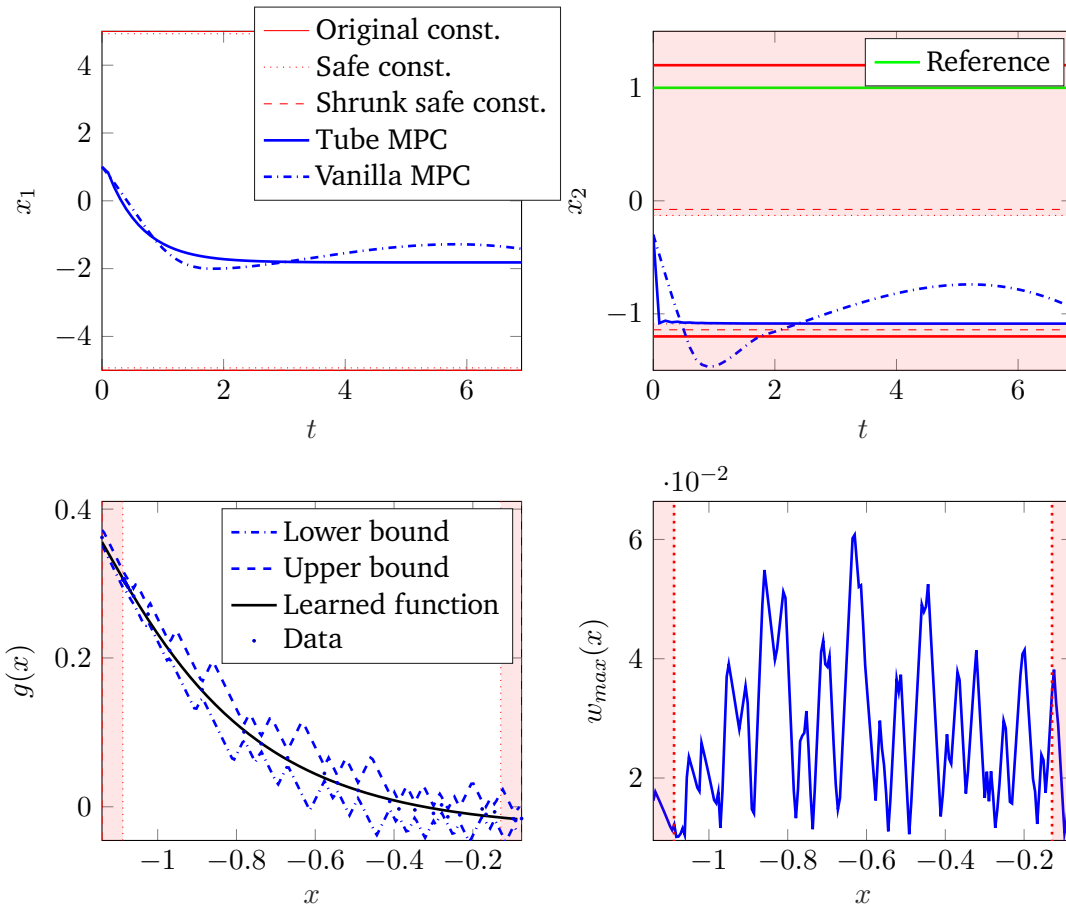 Original const.
Safe const.
Shrunk safe const.
Tube MPC
Vanilla MPC
4
2
0
−2
−4
x₁
0
2
4
6
t
Reference
1
0
−1
x₂
0
2
4
6
t
Lower bound
Upper bound
Learned function
Data
0.4
0.2
0
g(x)
−1
−0.8
−0.6
−0.4
−0.2
x
·10⁻²
6
4
2
wₘₐₓ(x)
−1
−0.8
−0.6
−0.4
−0.2
x